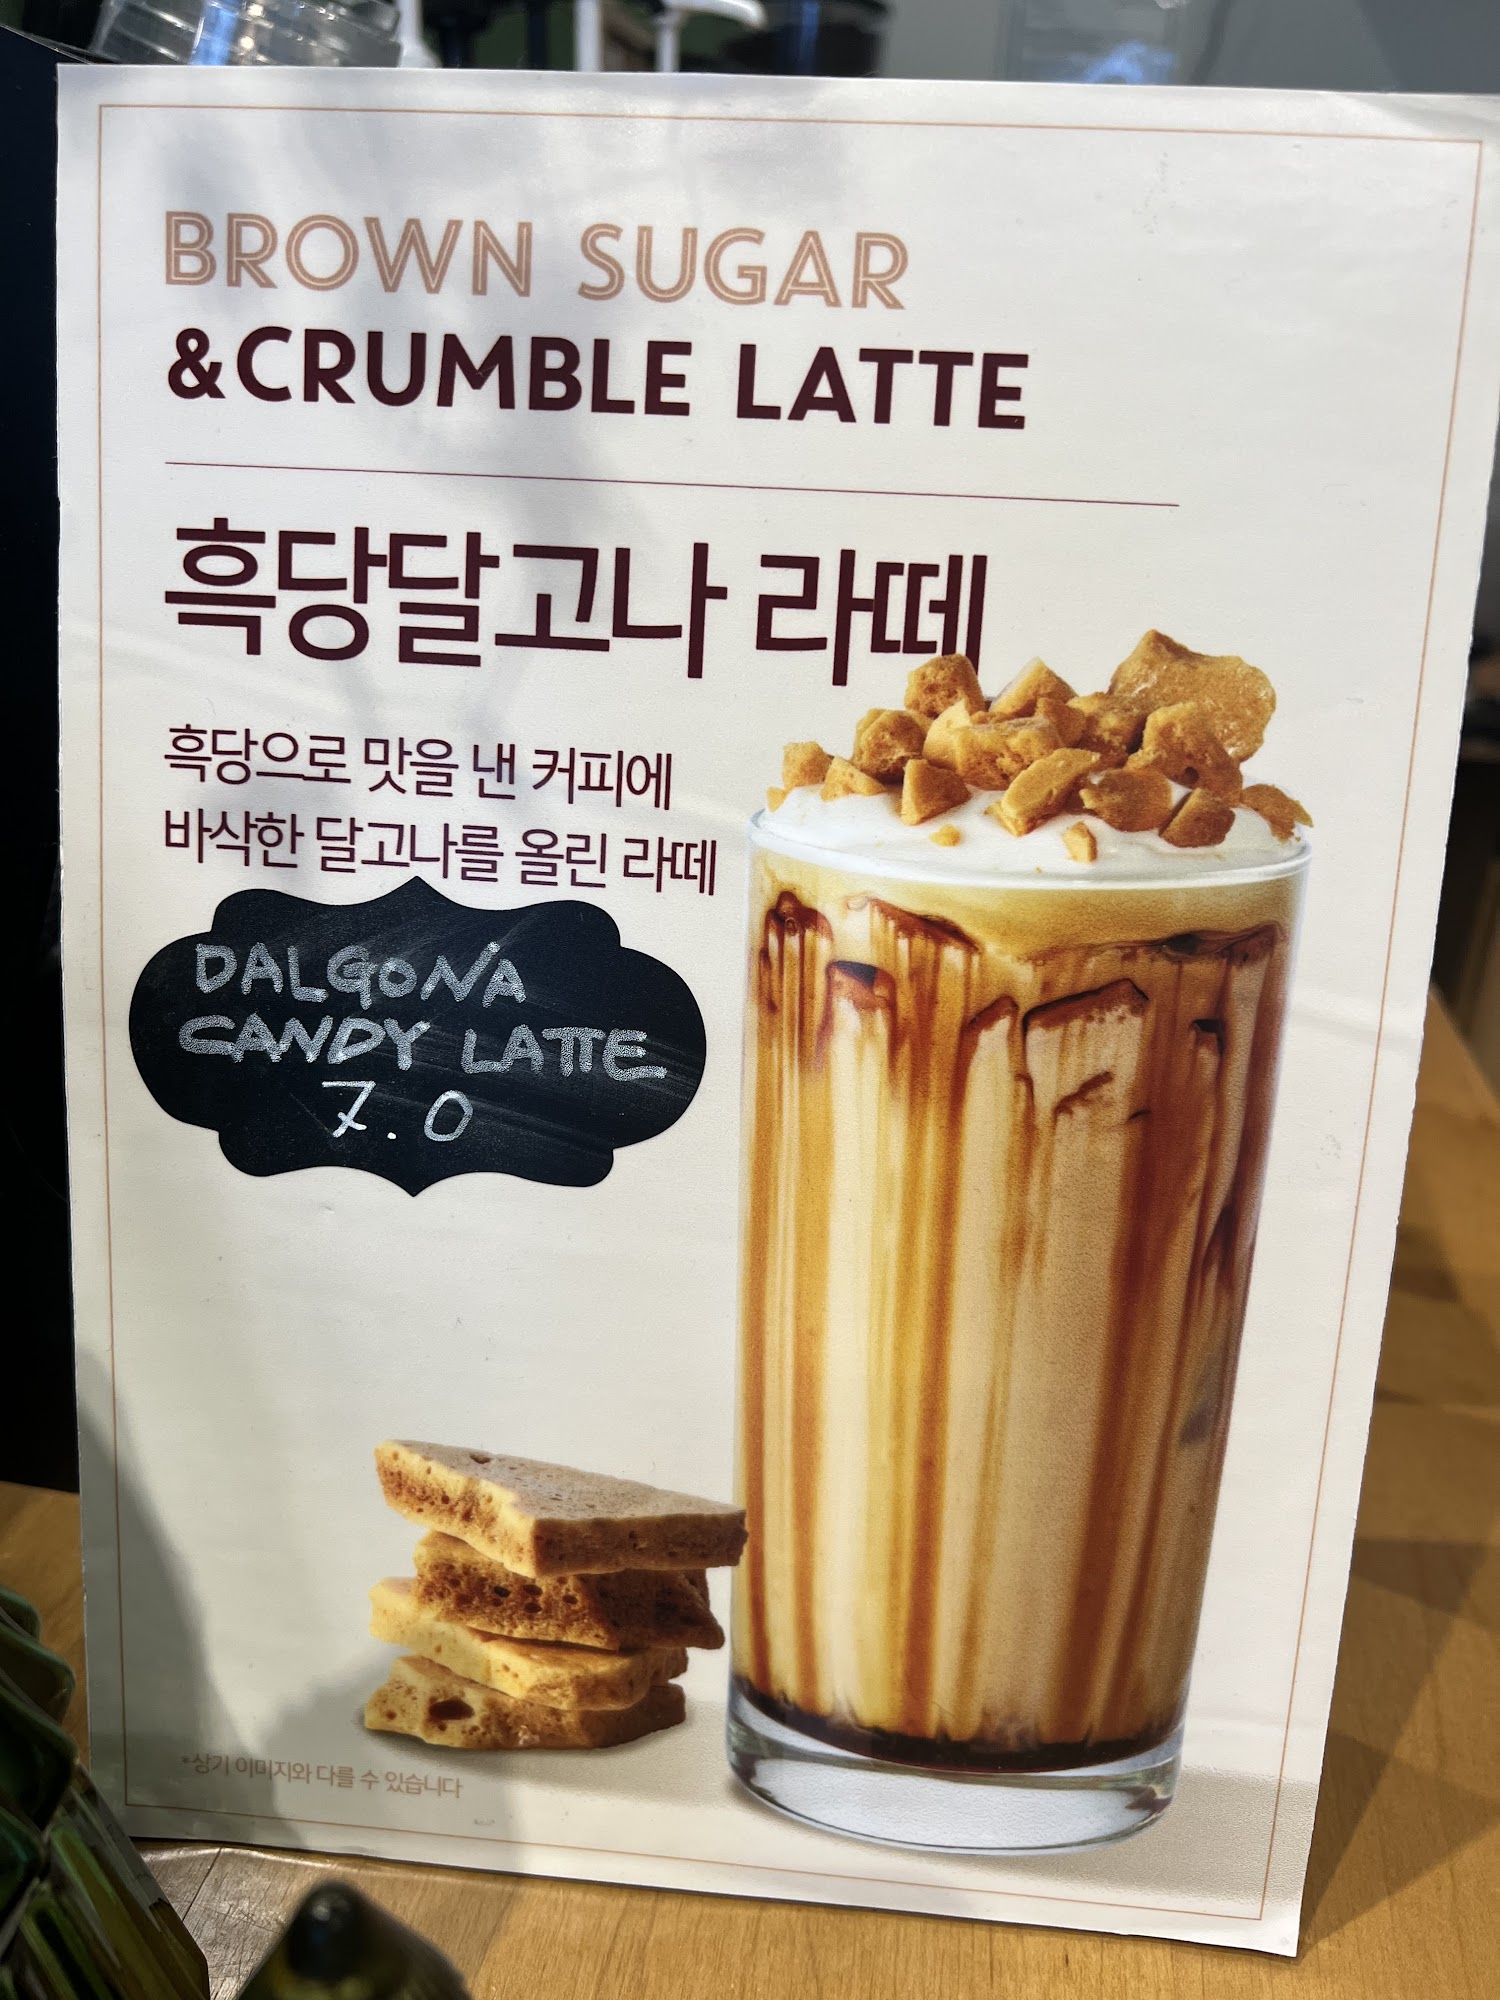 BROWN SUGAR
&CRUMBLE LATTE
흑당달고나 라떼
흑당으로 맛을 낸 커피에
바삭한 달고나를 올린 라떼
DALGONA
CANDY LATTE
7.0
*상기 이미지와 다를 수 있습니다